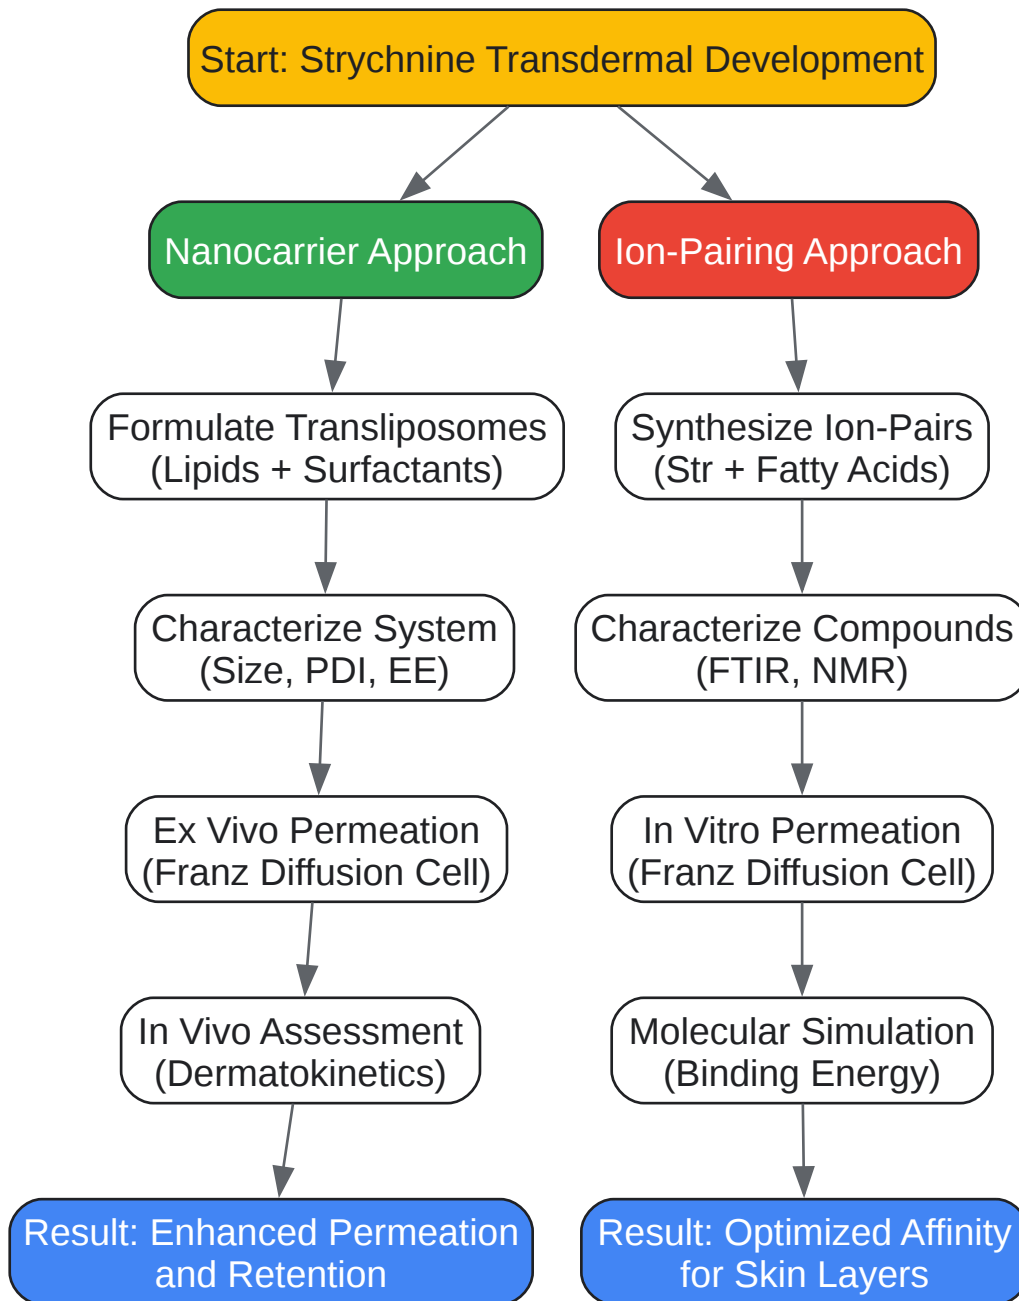 Start: Strychnine Transdermal Development
Nanocarrier Approach
Ion-Pairing Approach
Formulate Transliposomes
(Lipids + Surfactants)
Synthesize Ion-Pairs
(Str + Fatty Acids)
Characterize System
(Size, PDI, EE)
Characterize Compounds
(FTIR, NMR)
Ex Vivo Permeation
(Franz Diffusion Cell)
In Vitro Permeation
(Franz Diffusion Cell)
In Vivo Assessment
(Dermatokinetics)
Molecular Simulation
(Binding Energy)
Result: Enhanced Permeation
and Retention
Result: Optimized Affinity
for Skin Layers